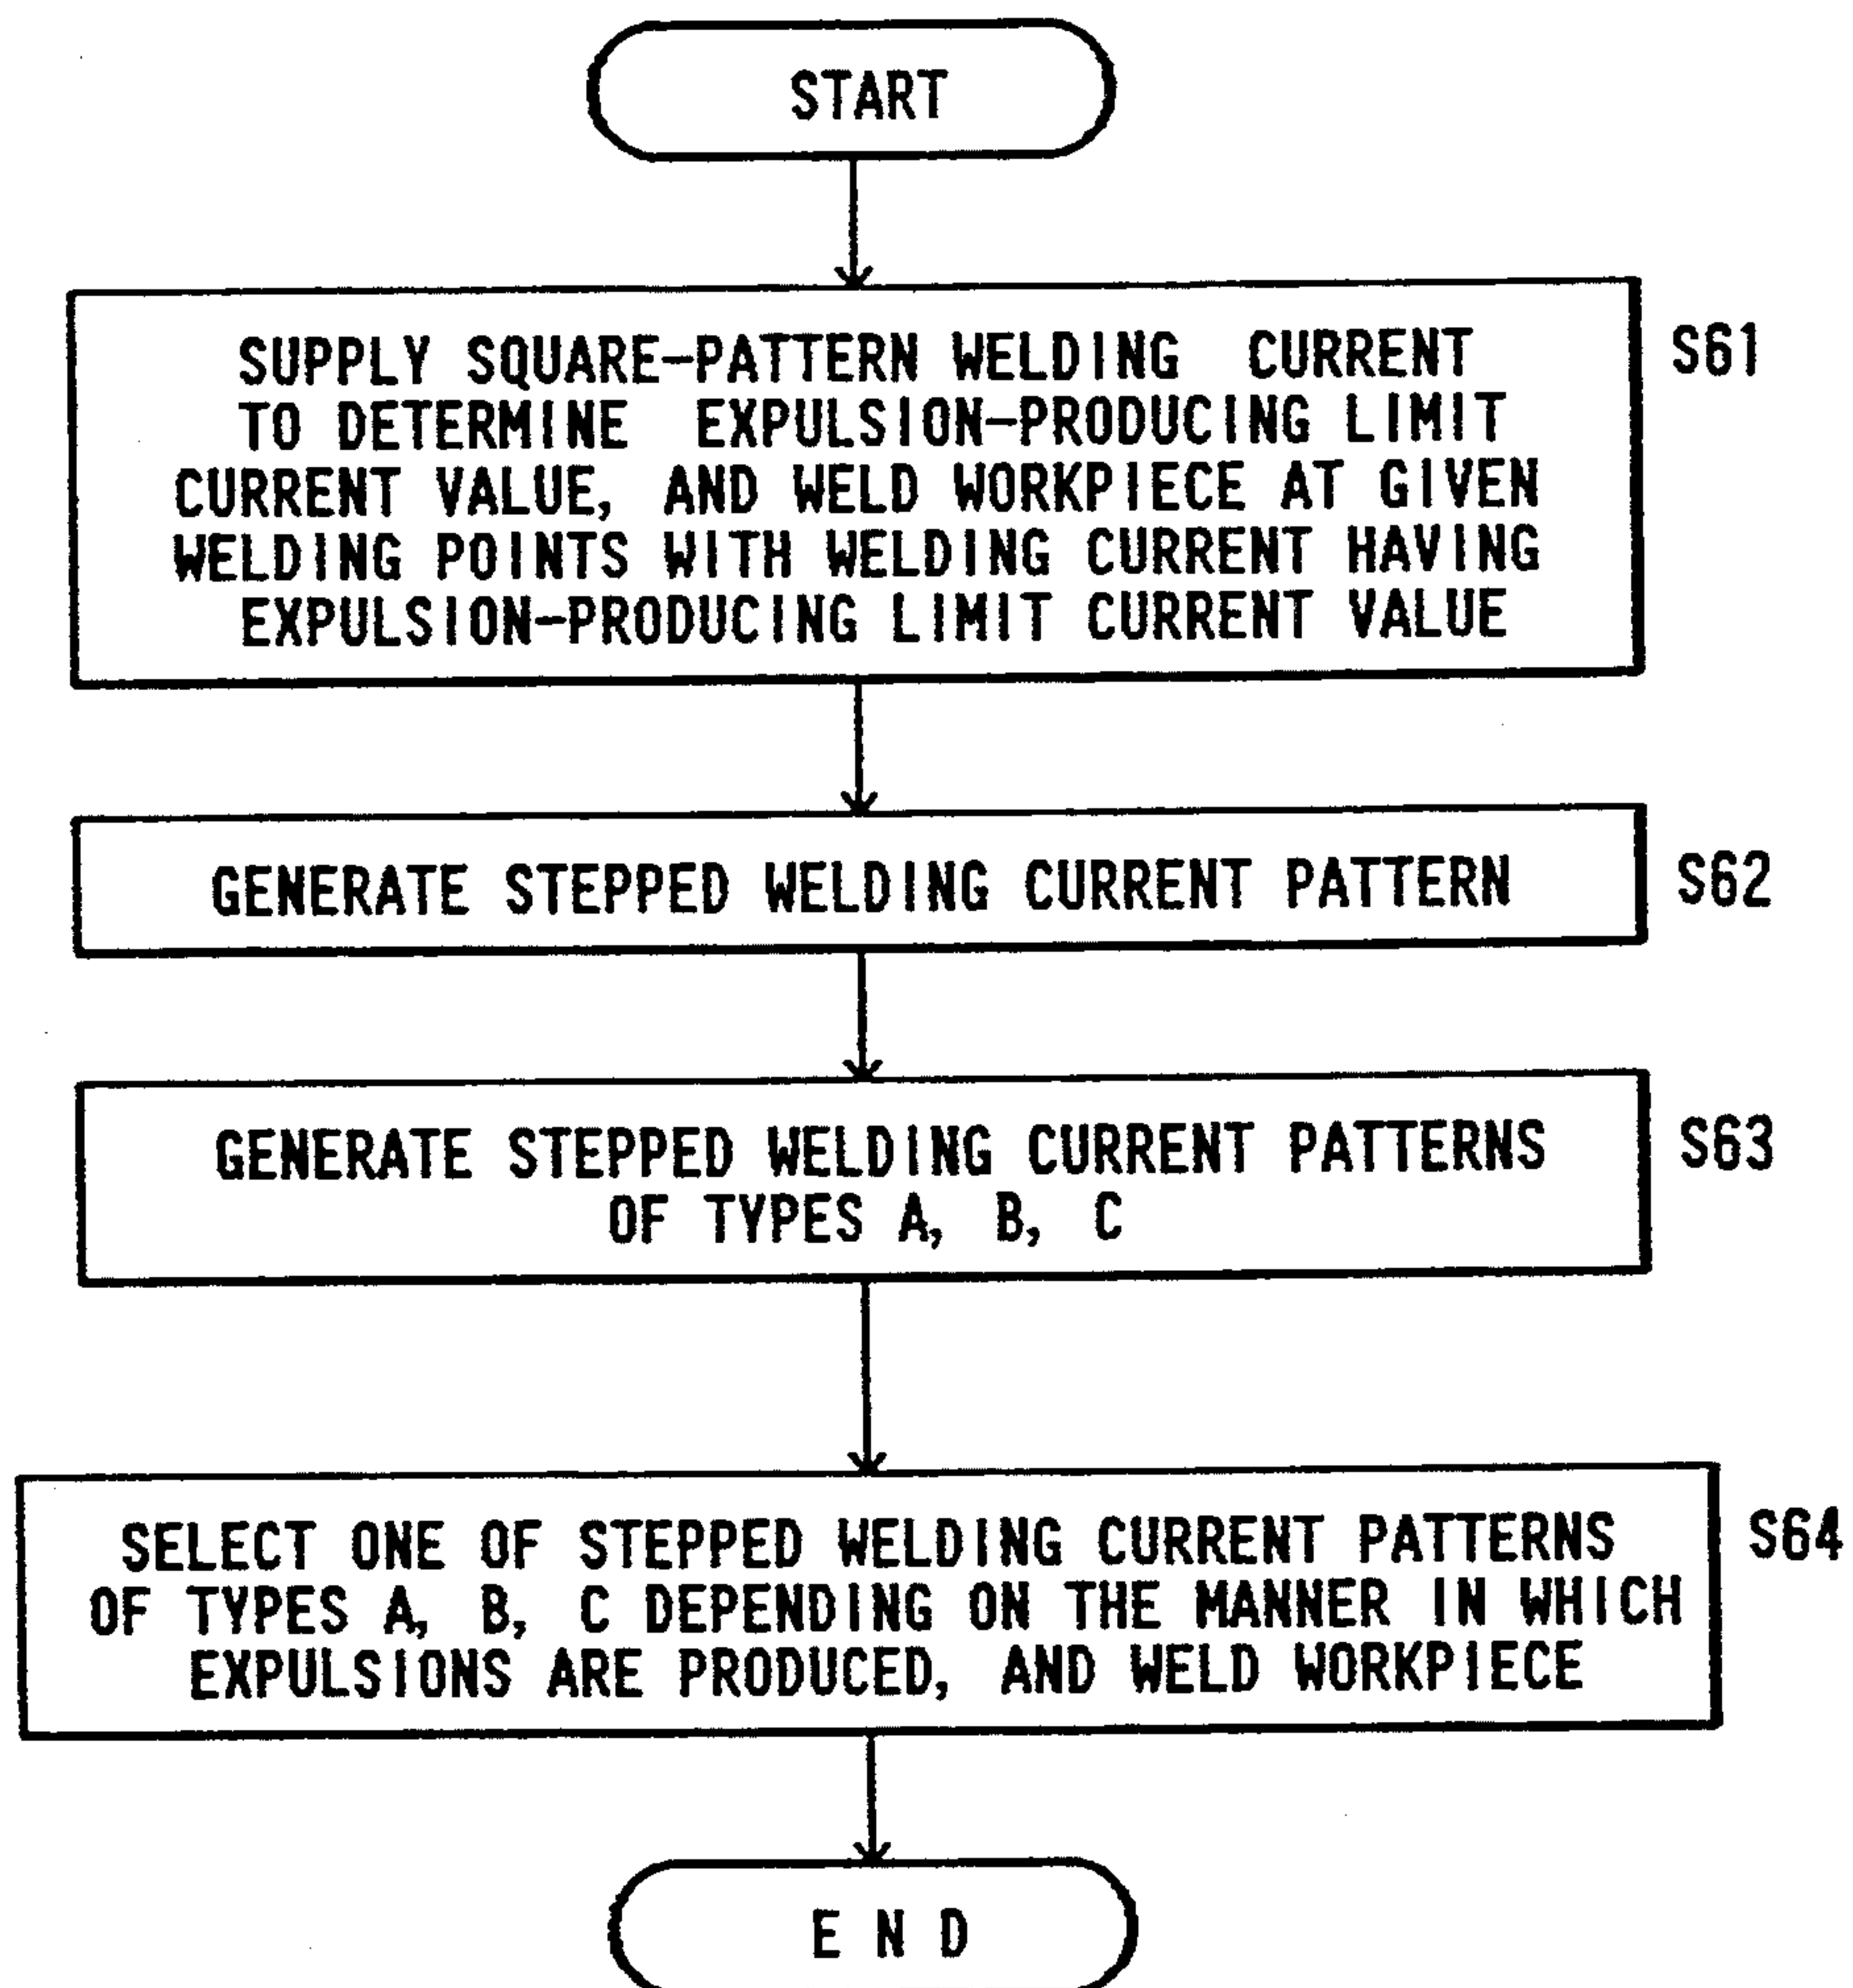 START
SUPPLY SQUARE-PATTERN WELDING CURRENT
TO DETERMINE EXPULSION-PRODUCING LIMIT
CURRENT VALUE, AND WELD WORKPIECE AT GIVEN
WELDING POINTS WITH WELDING CURRENT HAVING
EXPULSION-PRODUCING LIMIT CURRENT VALUE
S61
GENERATE STEPPED WELDING CURRENT PATTERN
S62
GENERATE STEPPED WELDING CURRENT PATTERNS
OF TYPES A, B, C
S63
SELECT ONE OF STEPPED WELDING CURRENT PATTERNS
OF TYPES A, B, C DEPENDING ON THE MANNER IN WHICH
EXPULSIONS ARE PRODUCED, AND WELD WORKPIECE
S64
END